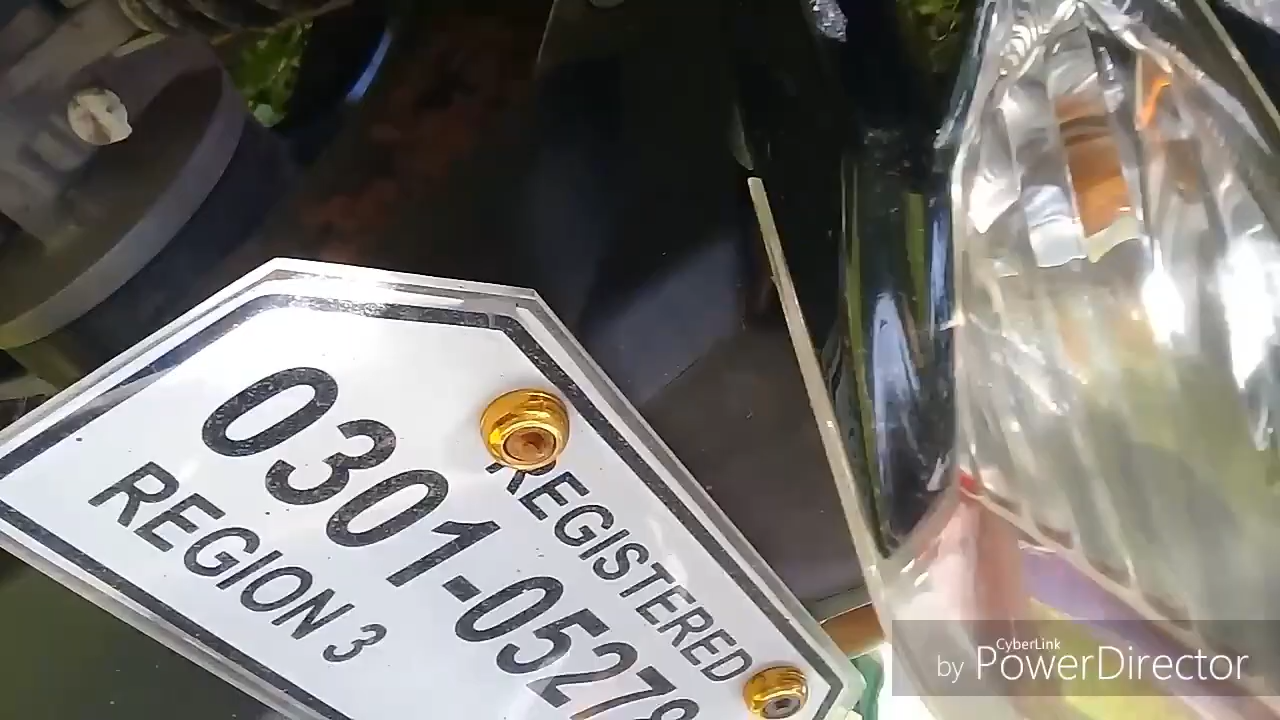 REGISTERED
0301-0527
REGION 3
CyberLink
by PowerDirector